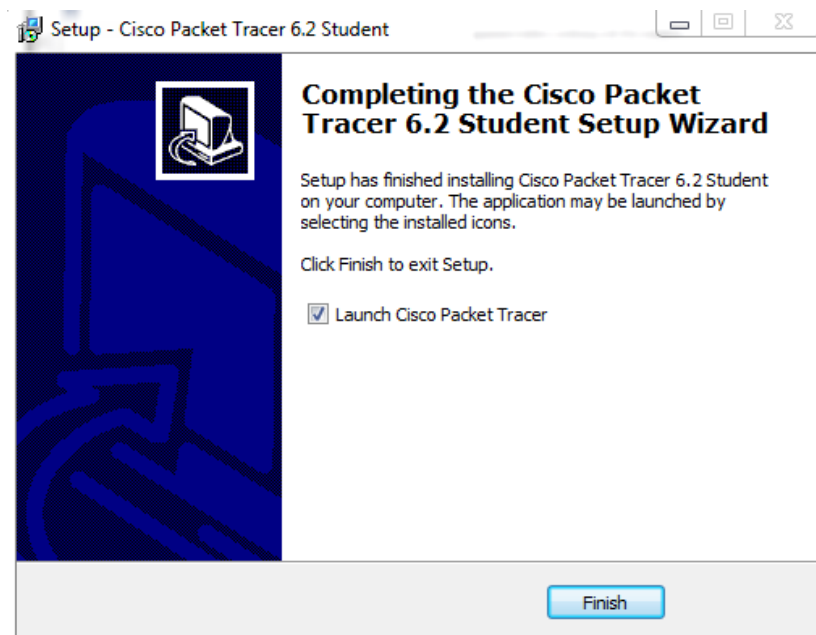 Setup - Cisco Packet Tracer 6.2 Student
Completing the Cisco Packet
Tracer 6.2 Student Setup Wizard
Setup has finished installing Cisco Packet Tracer 6.2 Student
on your computer. The application may be launched by
selecting the installed icons.
Click Finish to exit Setup.
Launch Cisco Packet Tracer
Finish